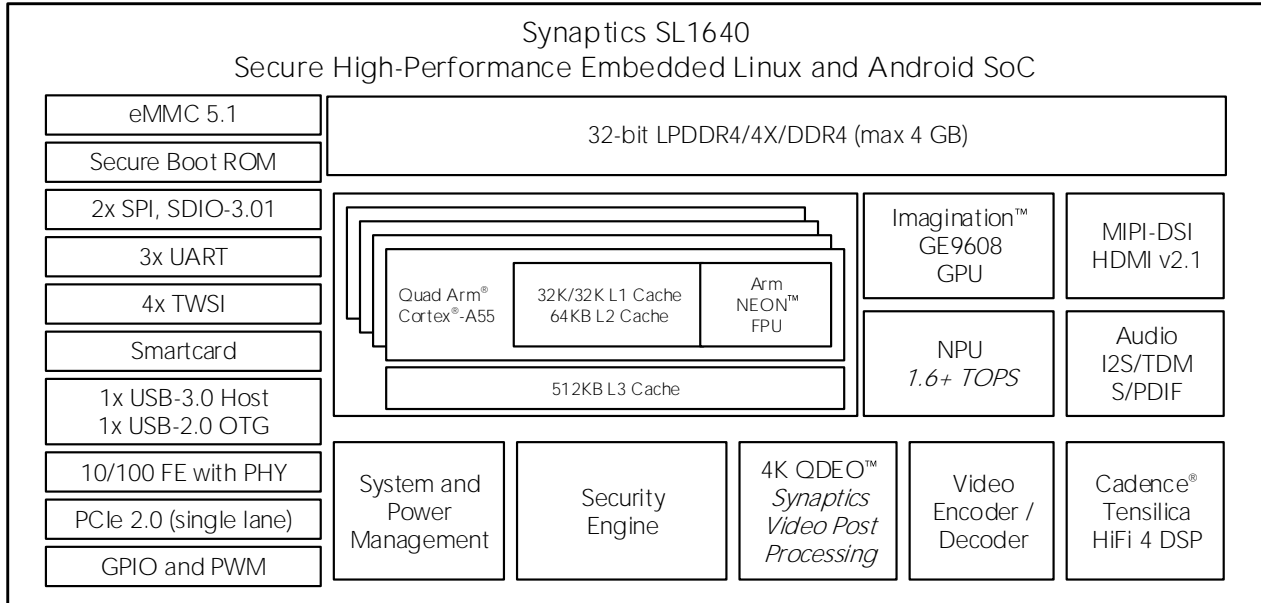 Synaptics SL1640
Secure High-Performance Embedded Linux and Android SoC
eMMC 5.1
Secure Boot ROM
2x SPI, SDIO-3.01
3x UART
4x TWSI
Smartcard
1x USB-3.0 Host
1x USB-2.0 OTG
10/100 FE with PHY
PCIe 2.0 (single lane)
GPIO and PWM
32-bit LPDDR4/4X/DDR4 (max 4 GB)
Quad Arm®
Cortex®-A55
32K/32K L1 Cache
64KB L2 Cache
Arm
NEON™
FPU
512KB L3 Cache
Imagination™
GE9608
GPU
MIPI-DSI
HDMI v2.1
NPU
1.6+ TOPS
Audio
I2S/TDM
S/PDIF
System and
Power
Management
Security
Engine
4K QDEO™
Synaptics
Video Post
Processing
Video
Encoder /
Decoder
Cadence®
Tensilica
HiFi 4 DSP